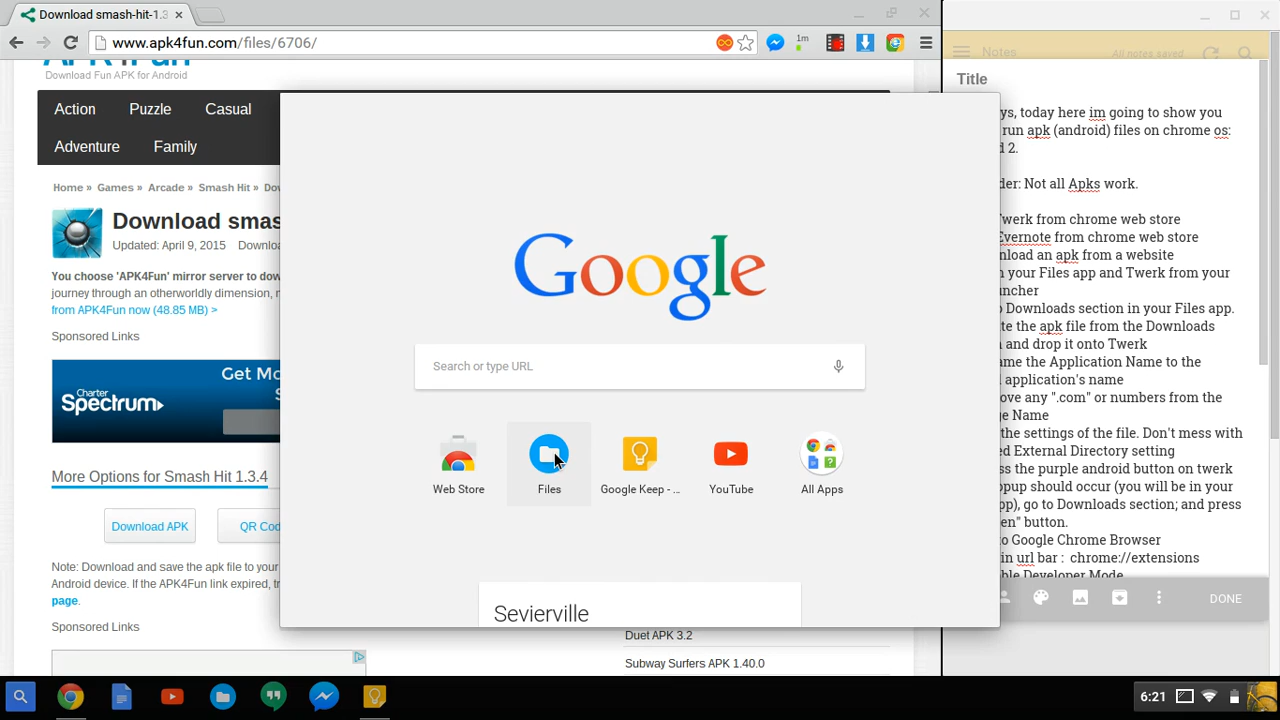 Download smash-hit-1.3
www.apk4fun.com/files/6706/
1m
Download Fun APK for Android
Action Puzzle Casual
Adventure Family
Home » Games » Arcade » Smash Hit »
Download smas
Updated: April 9, 2015
You choose 'APK4Fun' mirror server to
journey through an otherworldly dimension,
from APK4Fun now (48.85 MB) >
Sponsored Links
Charter
Spectrum
Get
More Options for Smash Hit 1.3.4
Download APK QR
Note: Download and save the apk file to your
Android device. If the APK4Fun link expired,
page.
Sponsored Links
Google
Search or type URL
Web Store Files Google Keep - ... YouTube All Apps
Sevierville
Duet APK 3.2
Subway Surfers APK 1.40.0
Notes
All notes saved
Title
ys, today here im going to show you
run apk (android) files on chrome os:
2.
der: Not all Apks work.
Twerk from chrome web store
Evernote from chrome web store
nload an apk from a website
n your Files app and Twerk from your
uncher
o Downloads section in your Files app.
te the apk file from the Downloads
and drop it onto Twerk
ame the Application Name to the
application's name
ove any ".com" or numbers from the
ge Name
the settings of the file. Don't mess with
ed External Directory setting
ss the purple android button on twerk
opup should occur (you will be in your
pp), go to Downloads section; and press
en" button.
o Google Chrome Browser
in url bar : chrome://extensions
ble Developer Mode
DONE
6:21